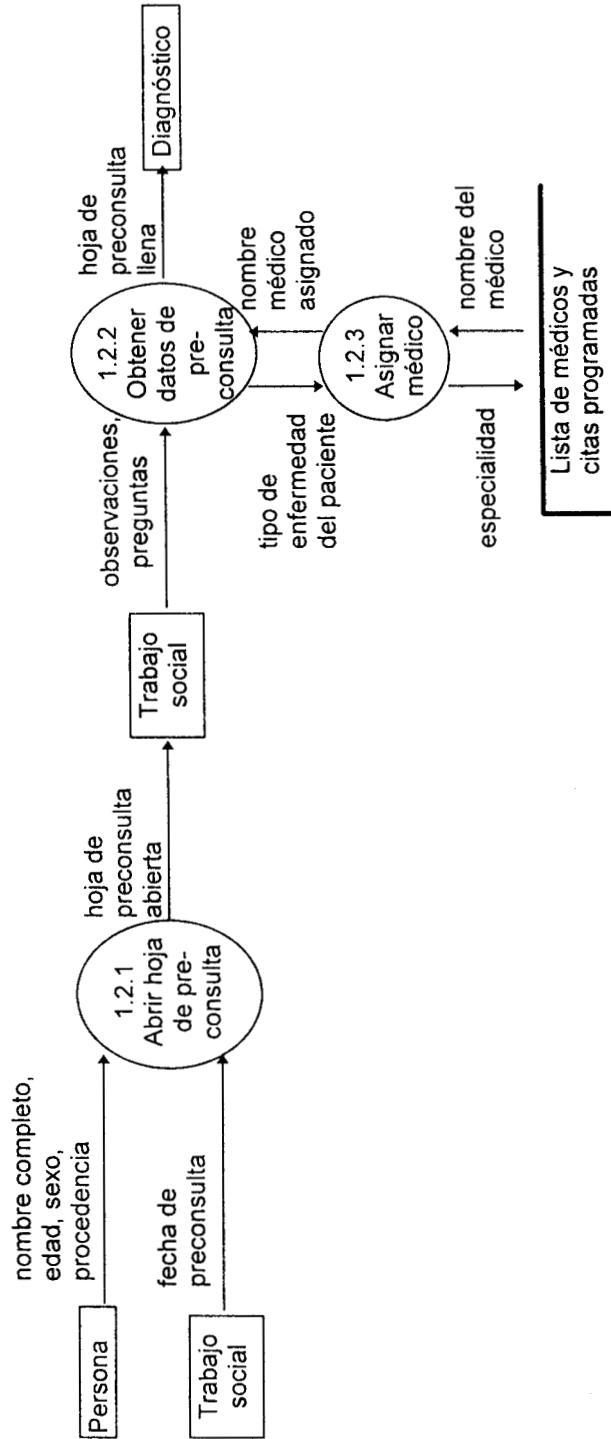 Persona
nombre completo,
edad, sexo,
procedencia
Trabajo
social
fecha de
preconsulta
1.2.1
Abrir hoja
de pre-
consulta
hoja de
preconsulta
abierta
Trabajo
social
observaciones,
preguntas
1.2.2
Obtener
datos de
pre-
consulta
hoja de
preconsulta
llena
Diagnóstico
tipo de
enfermedad
del paciente
nombre
médico
asignado
1.2.3
Asignar
médico
especialidad
nombre del
médico
Lista de médicos y
citas programadas